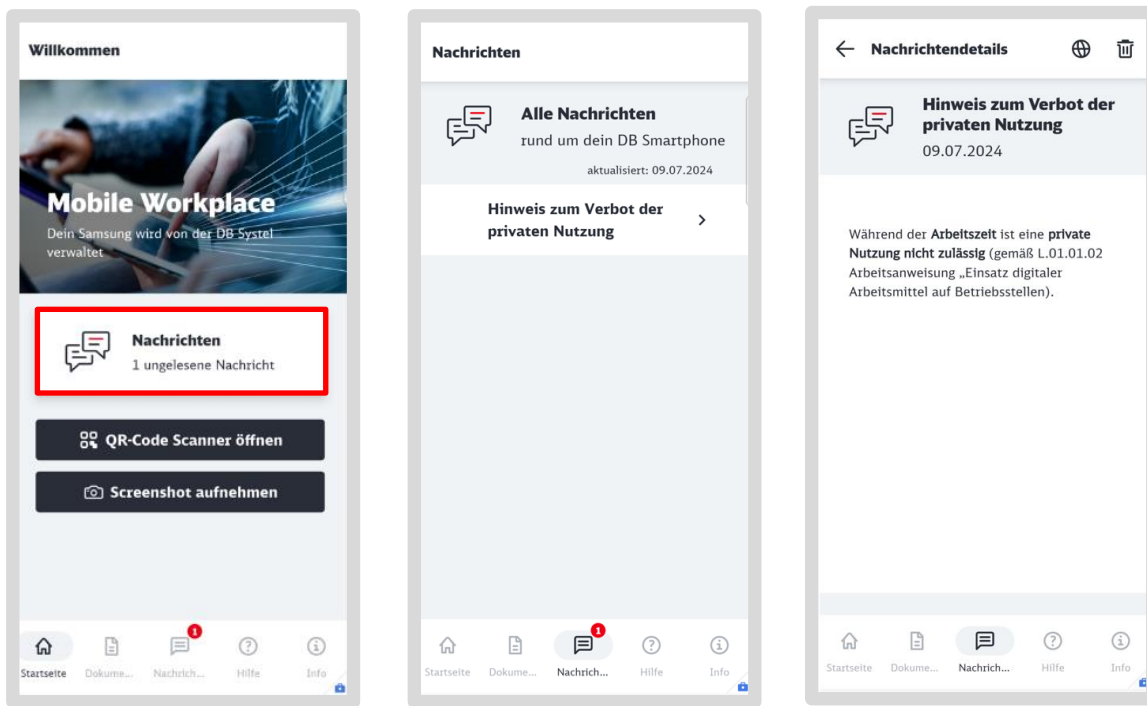 Willkommen
Mobile Workplace
Dein Samsung wird von der DB Systel
verwaltet
Nachrichten
1 ungelesene Nachricht
QR-Code Scanner öffnen
Screenshot aufnehmen
1
Startseite Dokume... Nachrich... Hilfe Info
Nachrichten
Alle Nachrichten
rund um dein DB Smartphone
aktualisiert: 09.07.2024
Hinweis zum Verbot der
privaten Nutzung
1
Startseite Dokume... Nachrich... Hilfe Info
Nachrichtendetails
Hinweis zum Verbot der
privaten Nutzung
09.07.2024
Während der Arbeitszeit ist eine private
Nutzung nicht zulässig (gemäß L.01.01.02
Arbeitsanweisung „Einsatz digitaler
Arbeitsmittel auf Betriebsstellen).
Startseite Dokume... Nachrich... Hilfe Info